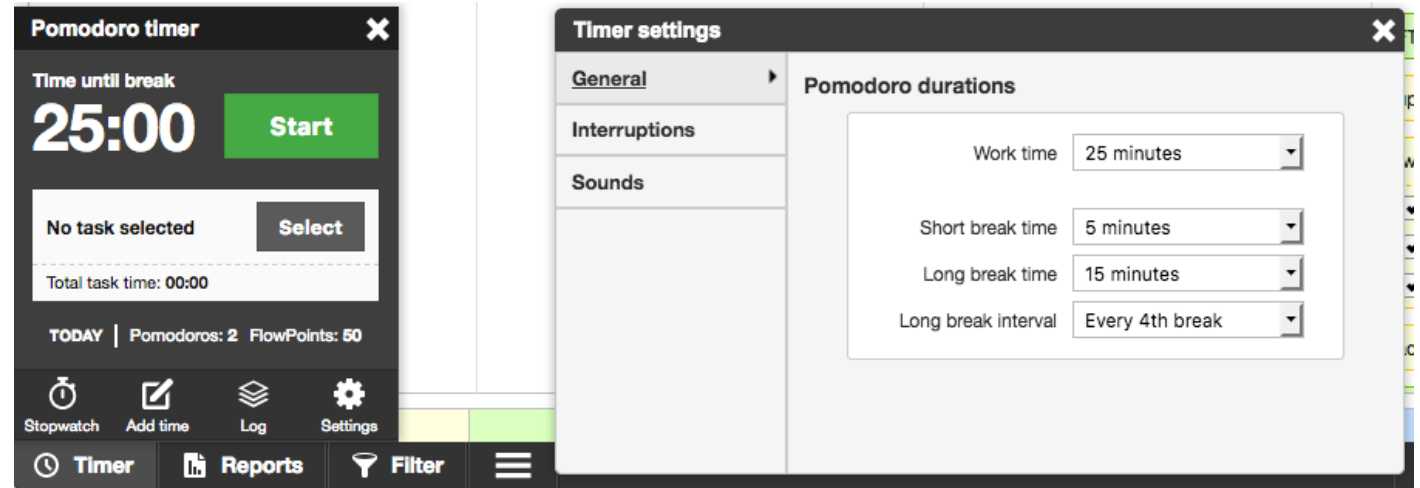 Pomodoro timer
Time until break
25:00
Start
No task selected
Select
Total task time: 00:00
TODAY | Pomodoros: 2 FlowPoints: 50
Stopwatch Add time Log Settings
Timer Reports Filter
Timer settings
General
Interruptions
Sounds
Pomodoro durations
Work time 25 minutes
Short break time 5 minutes
Long break time 15 minutes
Long break interval Every 4th break